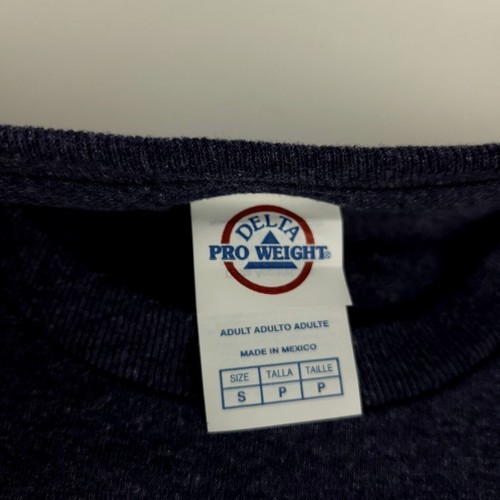 DELTA
PRO WEIGHT®
ADULT ADULTO ADULTE
MADE IN MEXICO
SIZE TALLA TAILLE
S P P